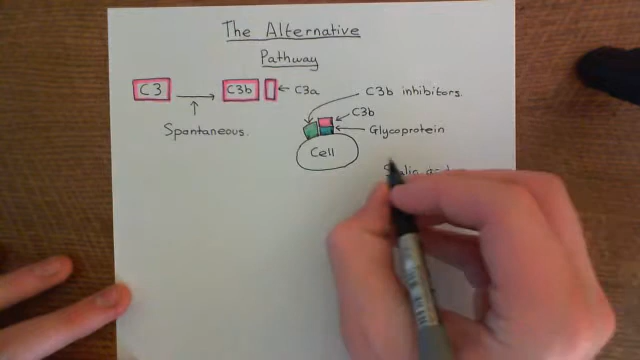 The Alternative
Pathway
C3
C3b
C3a
C3b inhibitors.
C3b
Glycoprotein
Spontaneous.
Cell